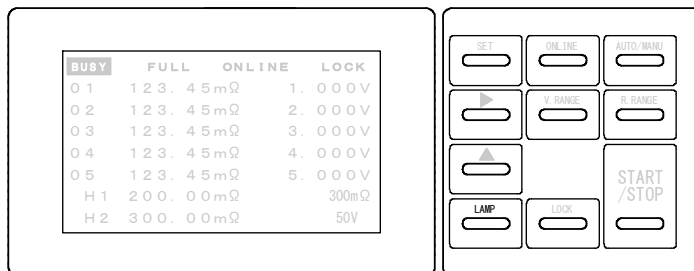 BUSY FULL ONLINE LOCK
01 123.45mΩ 1.000V
02 123.45mΩ 2.000V
03 123.45mΩ 3.000V
04 123.45mΩ 4.000V
05 123.45mΩ 5.000V
H1 200.00mΩ 300mΩ
H2 300.00mΩ 50V
SET ONLINE AUTO/MANU
V.RANGE R.RANGE
START
/STOP
LAMP LOCK